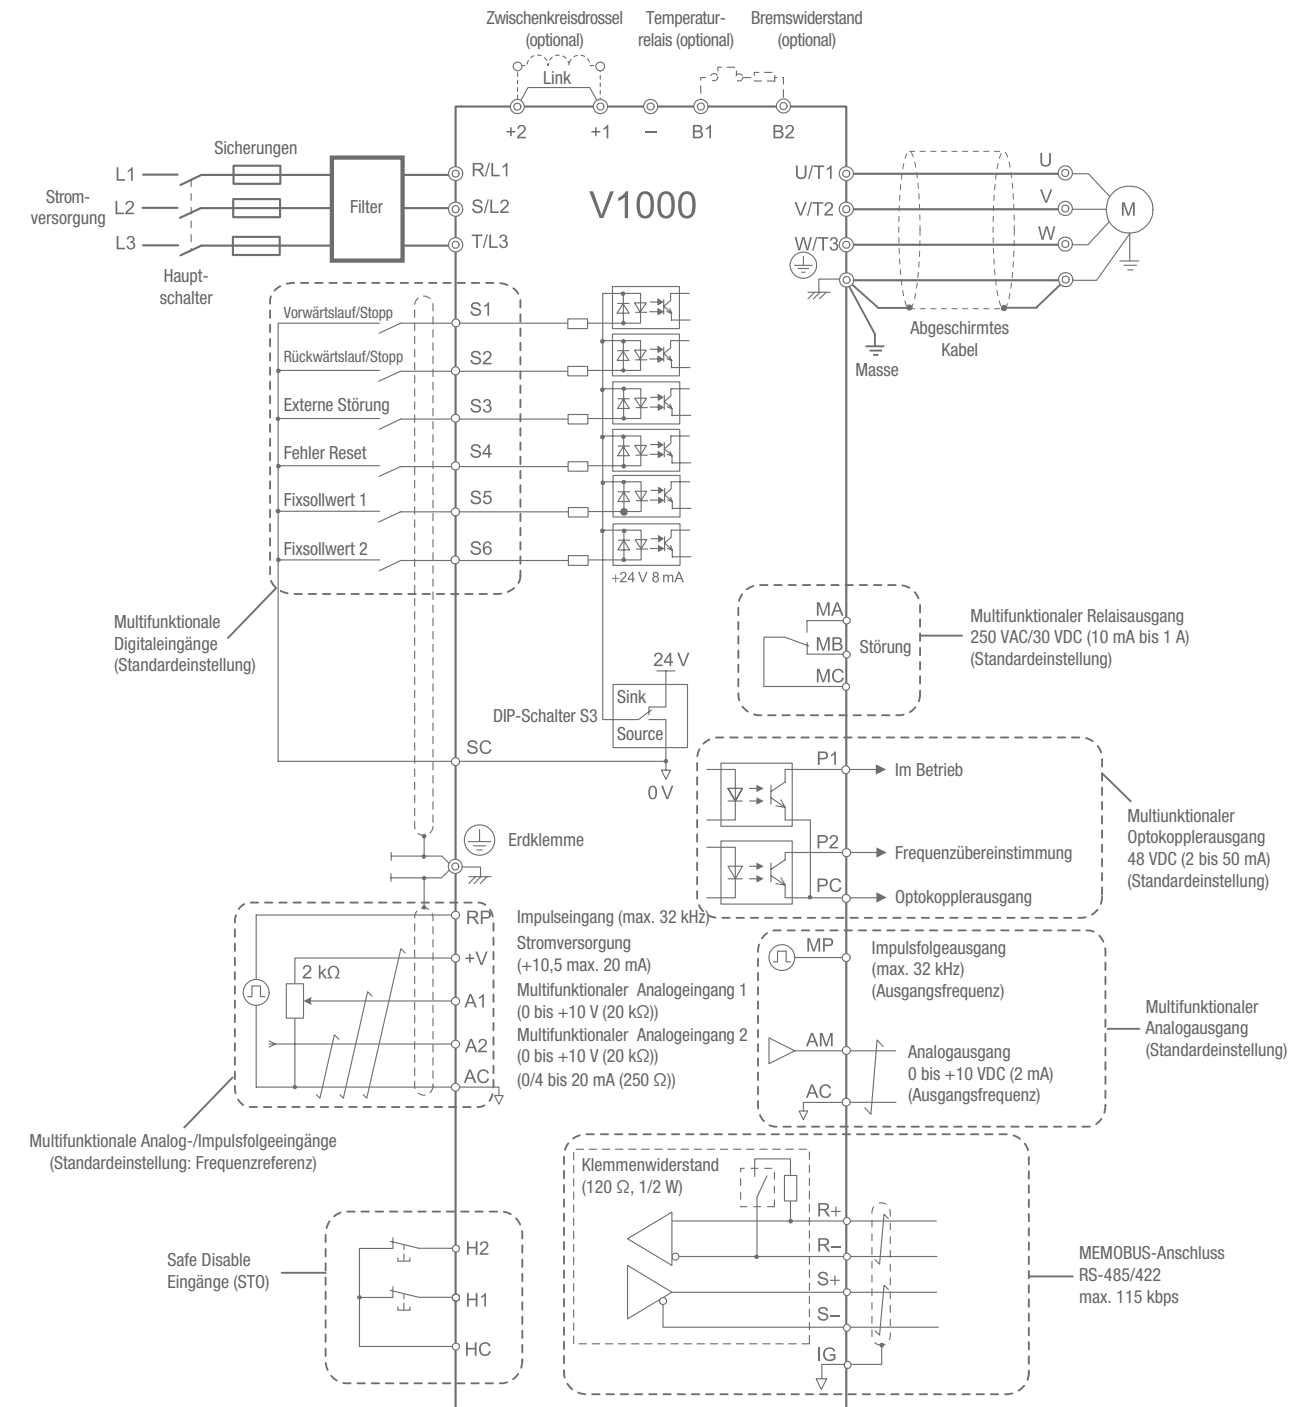 Zwischenkreisdrossel
(optional)
Temperatur-
relais (optional)
Bremswiderstand
(optional)
Link
+2
+1
–
B1
B2
Sicherungen
L1
L2
L3
Strom-
versorgung
Filter
Haupt-
schalter
R/L1
S/L2
T/L3
V1000
U/T1
V/T2
W/T3
U
V
W
M
Abgeschirmtes
Kabel
Masse
Vorwärtslauf/Stopp
S1
Rückwärtslauf/Stopp
S2
Externe Störung
S3
Fehler Reset
S4
Fixsollwert 1
S5
Fixsollwert 2
S6
+24 V 8 mA
Multifunktionale
Digitaleingänge
(Standardeinstellung)
24 V
Sink
DIP-Schalter S3
Source
SC
0 V
MA
MB
MC
Störung
Multifunktionaler Relaisausgang
250 VAC/30 VDC (10 mA bis 1 A)
(Standardeinstellung)
P1
Im Betrieb
P2
Frequenzübereinstimmung
PC
Optokopplerausgang
Multiunktionaler
Optokopplerausgang
48 VDC (2 bis 50 mA)
(Standardeinstellung)
Erdklemme
RP
Impulseingang (max. 32 kHz)
+V
Stromversorgung
(+10,5 max. 20 mA)
2 kΩ
A1
Multifunktionaler Analogeingang 1
(0 bis +10 V (20 kΩ))
A2
Multifunktionaler Analogeingang 2
(0 bis +10 V (20 kΩ))
(0/4 bis 20 mA (250 Ω))
AC
Multifunktionale Analog-/Impulsfolgeeingänge
(Standardeinstellung: Frequenzreferenz)
MP
Impulsfolgeausgang
(max. 32 kHz)
(Ausgangsfrequenz)
AM
Analogausgang
0 bis +10 VDC (2 mA)
(Ausgangsfrequenz)
AC
Multifunktionaler
Analogausgang
(Standardeinstellung)
Klemmenwiderstand
(120 Ω, 1/2 W)
R+
R–
S+
S–
IG
MEMOBUS-Anschluss
RS-485/422
max. 115 kbps
Safe Disable
Eingänge (STO)
H2
H1
HC